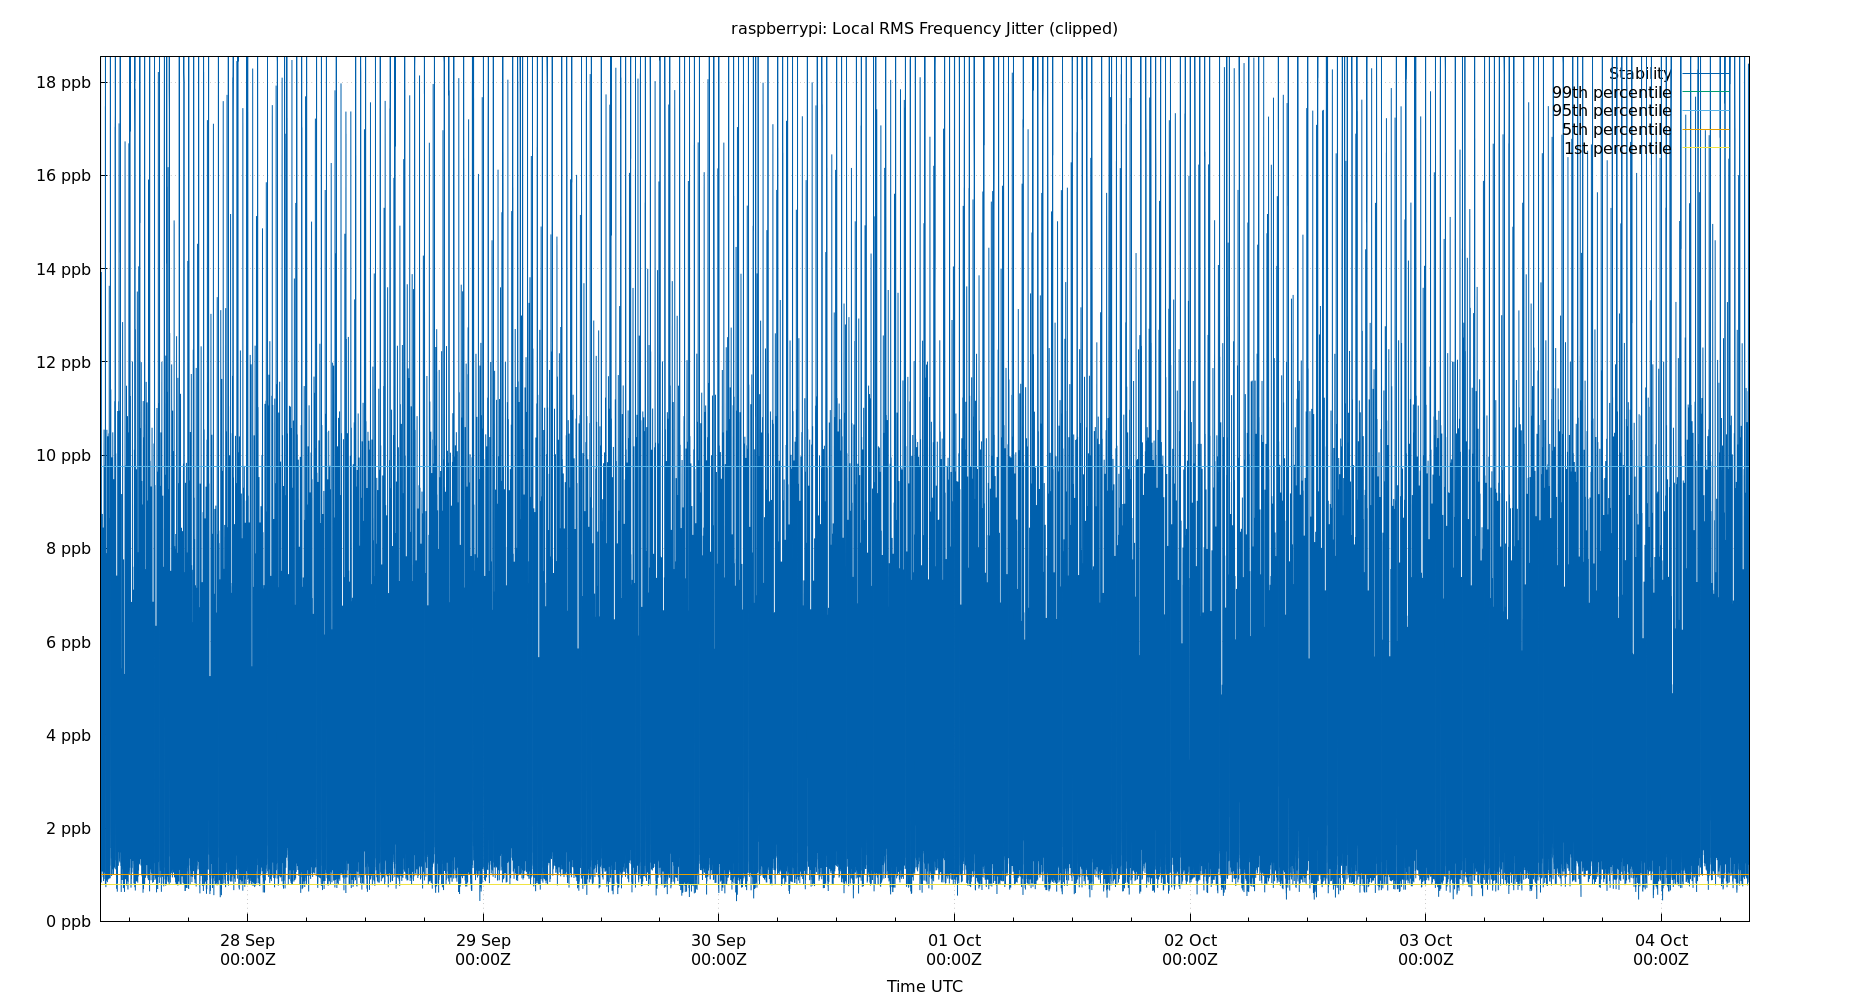 raspberrypi: Local RMS Frequency Jitter (clipped)
18 ppb
16 ppb
14 ppb
12 ppb
10 ppb
8 ppb
6 ppb
4 ppb
2 ppb
0 ppb
Stability
99th percentile
95th percentile
5th percentile
1st percentile
28 Sep
00:00Z
29 Sep
00:00Z
30 Sep
00:00Z
01 Oct
00:00Z
02 Oct
00:00Z
03 Oct
00:00Z
04 Oct
00:00Z
Time UTC